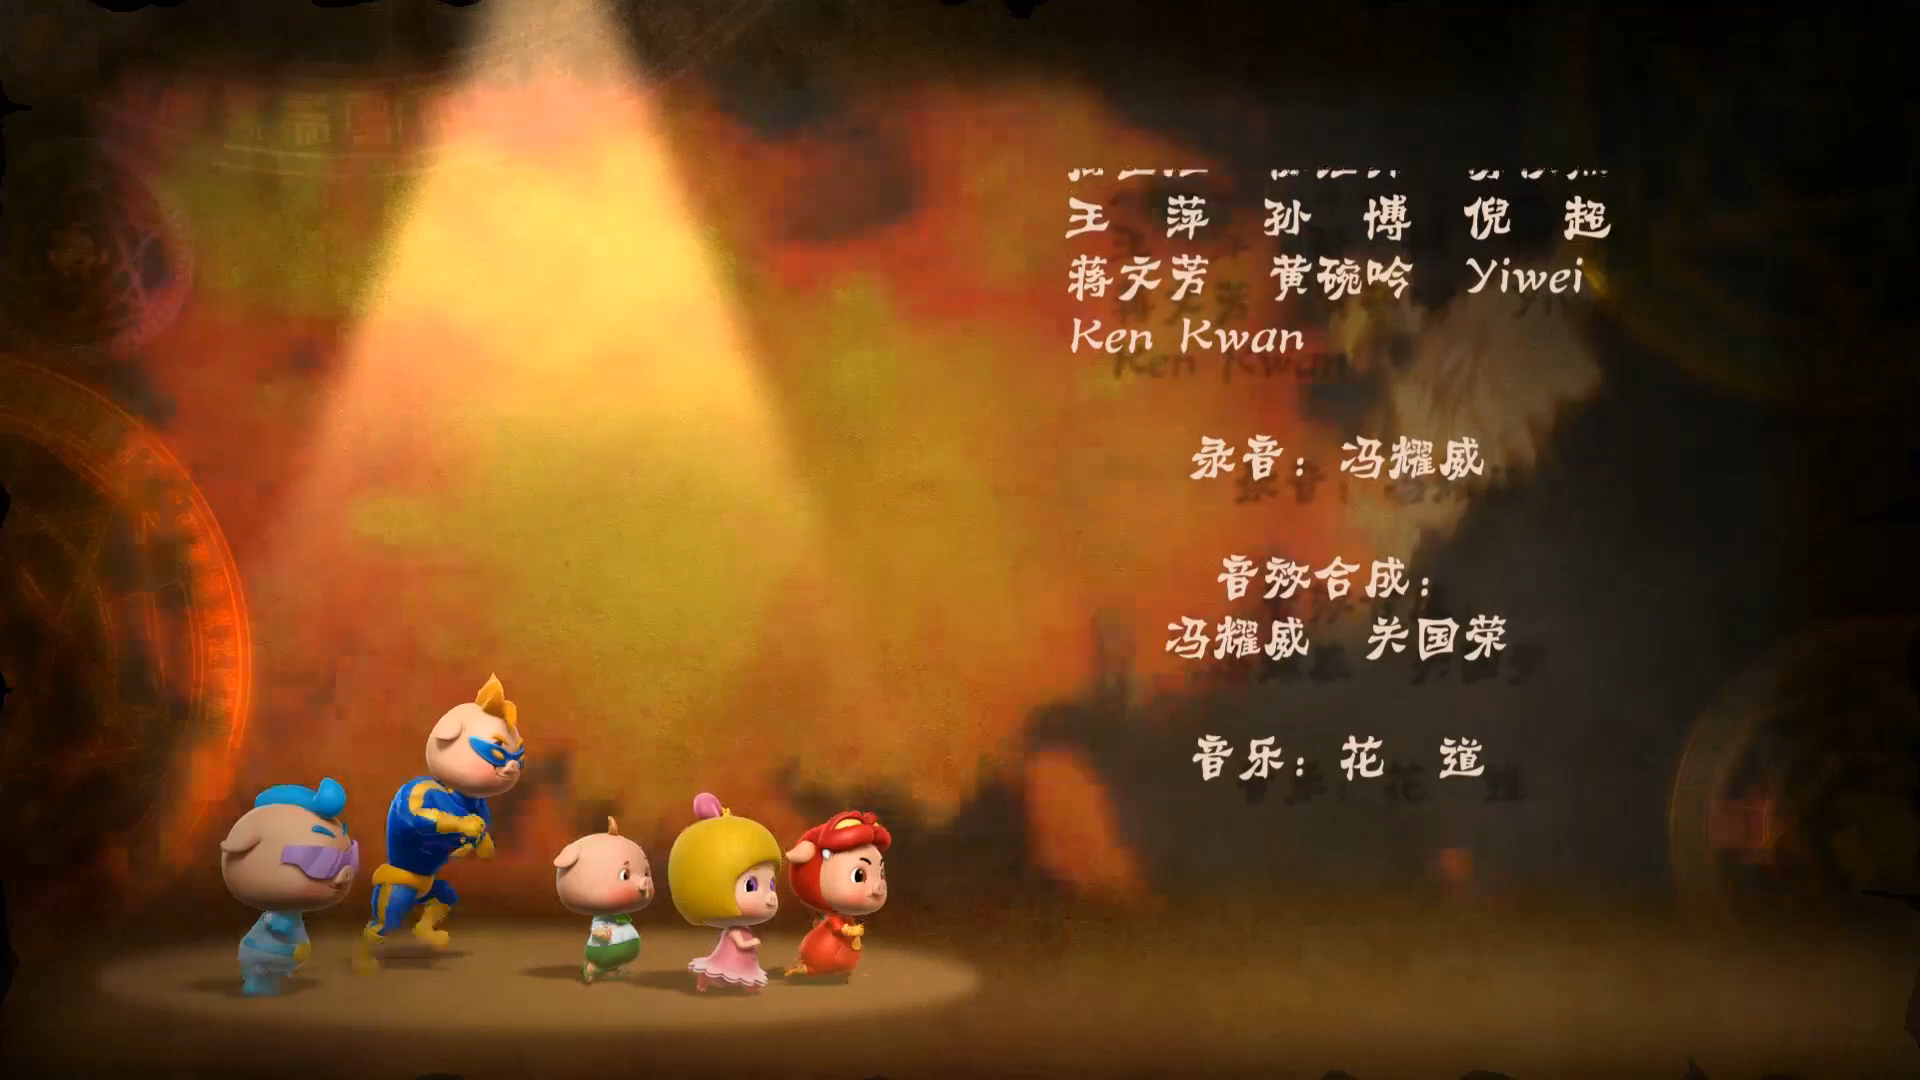 王 萍 孙 博 倪 超
蒋文芳 黄碗吟 Yiwei
Ken Kwan
录音：冯耀威
音效合成：
冯耀威 关国荣
音乐：花 道